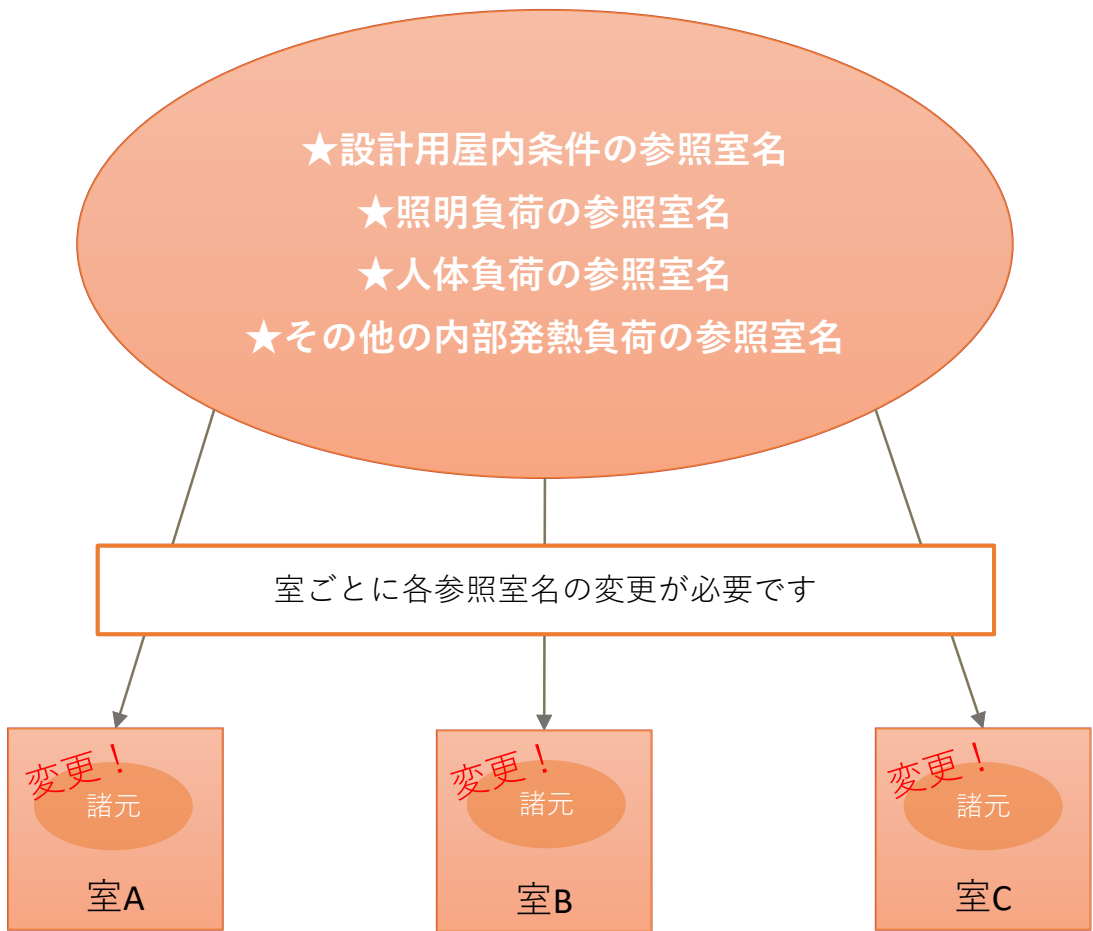 ★設計用屋内条件の参照室名
★照明負荷の参照室名
★人体負荷の参照室名
★その他の内部発熱負荷の参照室名
室ごとに各参照室名の変更が必要です
変更！
諸元
室A
変更！
諸元
室B
変更！
諸元
室C